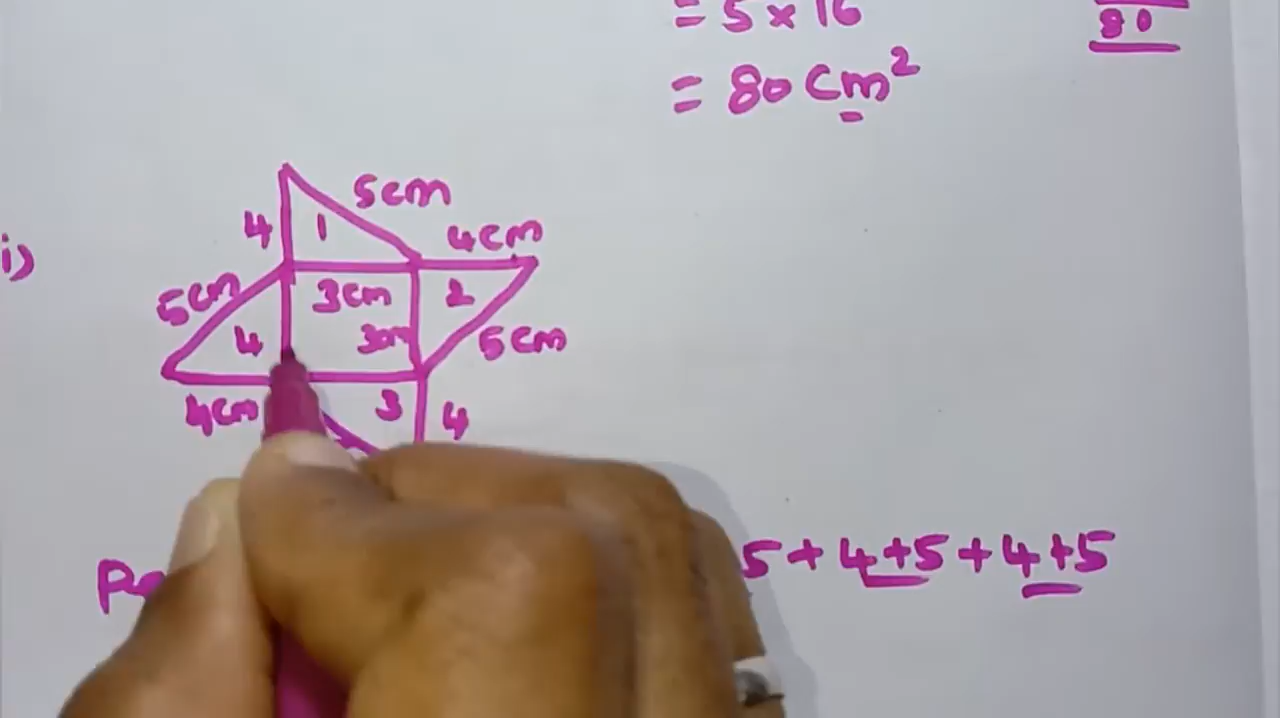 = 5 × 16
80
= 80 cm²
5cm
4 1 4cm
i)
5cm 3cm 2
4 3cm 5cm
4cm 3 4
5 + 4 + 5 + 4 + 5